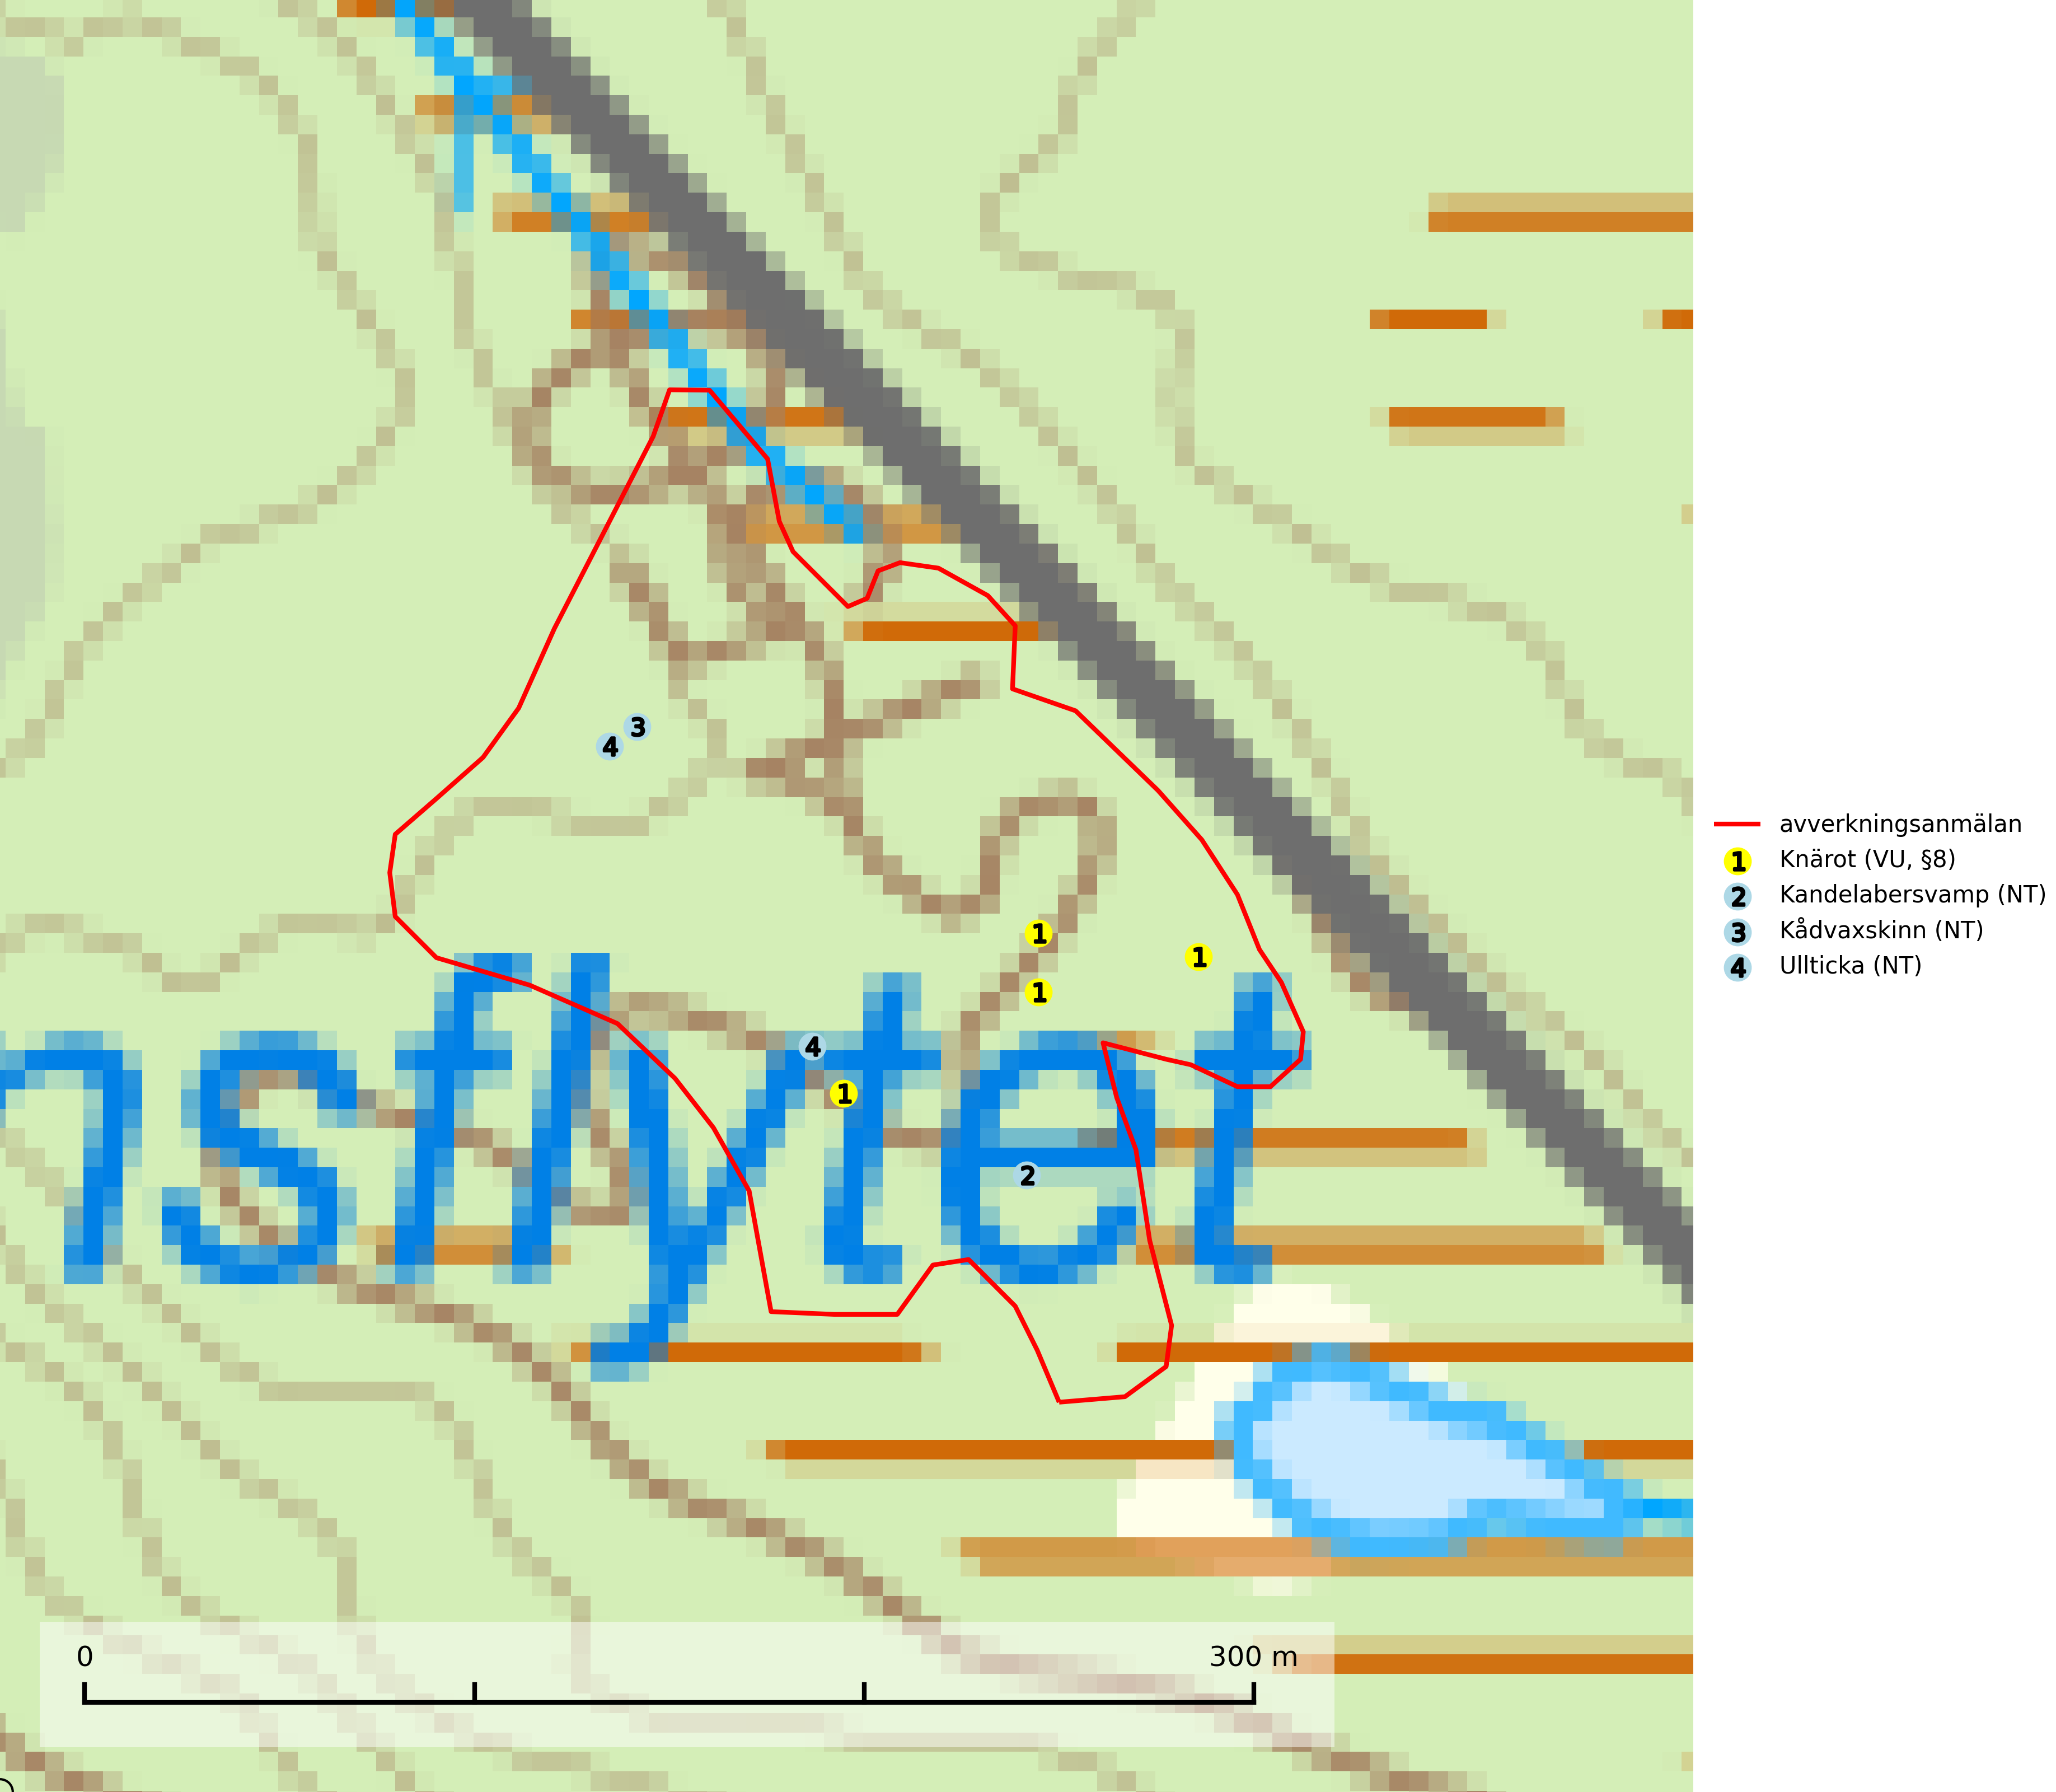 nsflytet
3
4
1
1
1
4
1
2
avverkningsanmälan
1 Knärot (VU, §8)
2 Kandelabersvamp (NT)
3 Kådvaxskinn (NT)
4 Ullticka (NT)
0 300 m